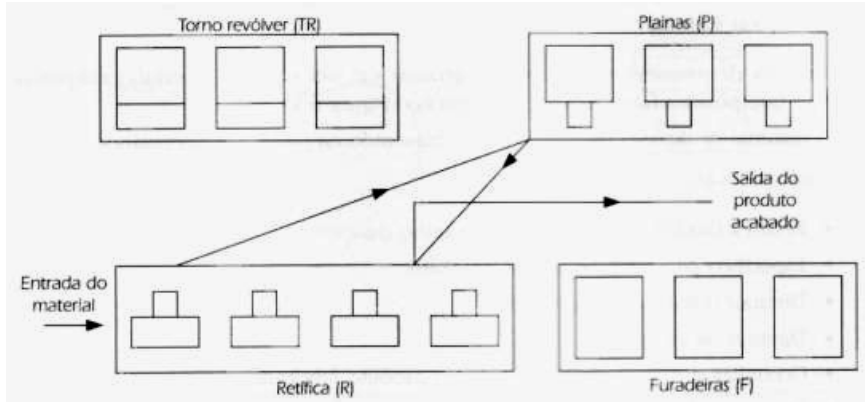 Torno revólver (TR)
Plainas (P)
Saída do
produto
acabado
Entrada do
material
Retífica (R)
Furadeiras (F)